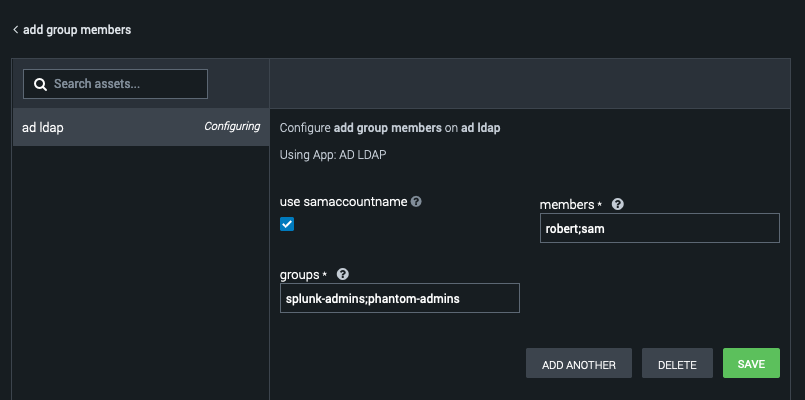 < add group members
Search assets...
ad ldap Configuring
Configure add group members on ad ldap
Using App: AD LDAP
use samaccountname ?
members * ?
robert;sam
groups * ?
splunk-admins;phantom-admins
ADD ANOTHER DELETE SAVE